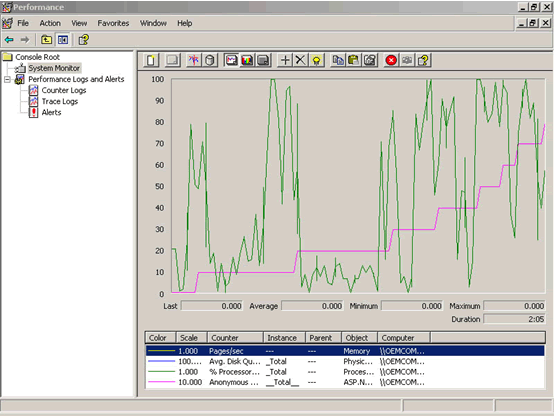 Performance
File Action View Favorites Window Help
Console Root
System Monitor
Performance Logs and Alerts
Counter Logs
Trace Logs
Alerts
100
90
80
70
60
50
40
30
20
10
0
Last 0.000 Average 0.000 Minimum 0.000 Maximum 0.000
Duration 2:05
Color Scale Counter Instance Parent Object Computer
1.000 Pages/sec --- --- Memory \\OEMCOM...
100.... Avg. Disk Qu... _Total --- Physic... \\OEMCOM...
1.000 % Processor... _Total --- Proces... \\OEMCOM...
10.000 Anonymous ... __Total__ --- ASP.N... \\OEMCOM...